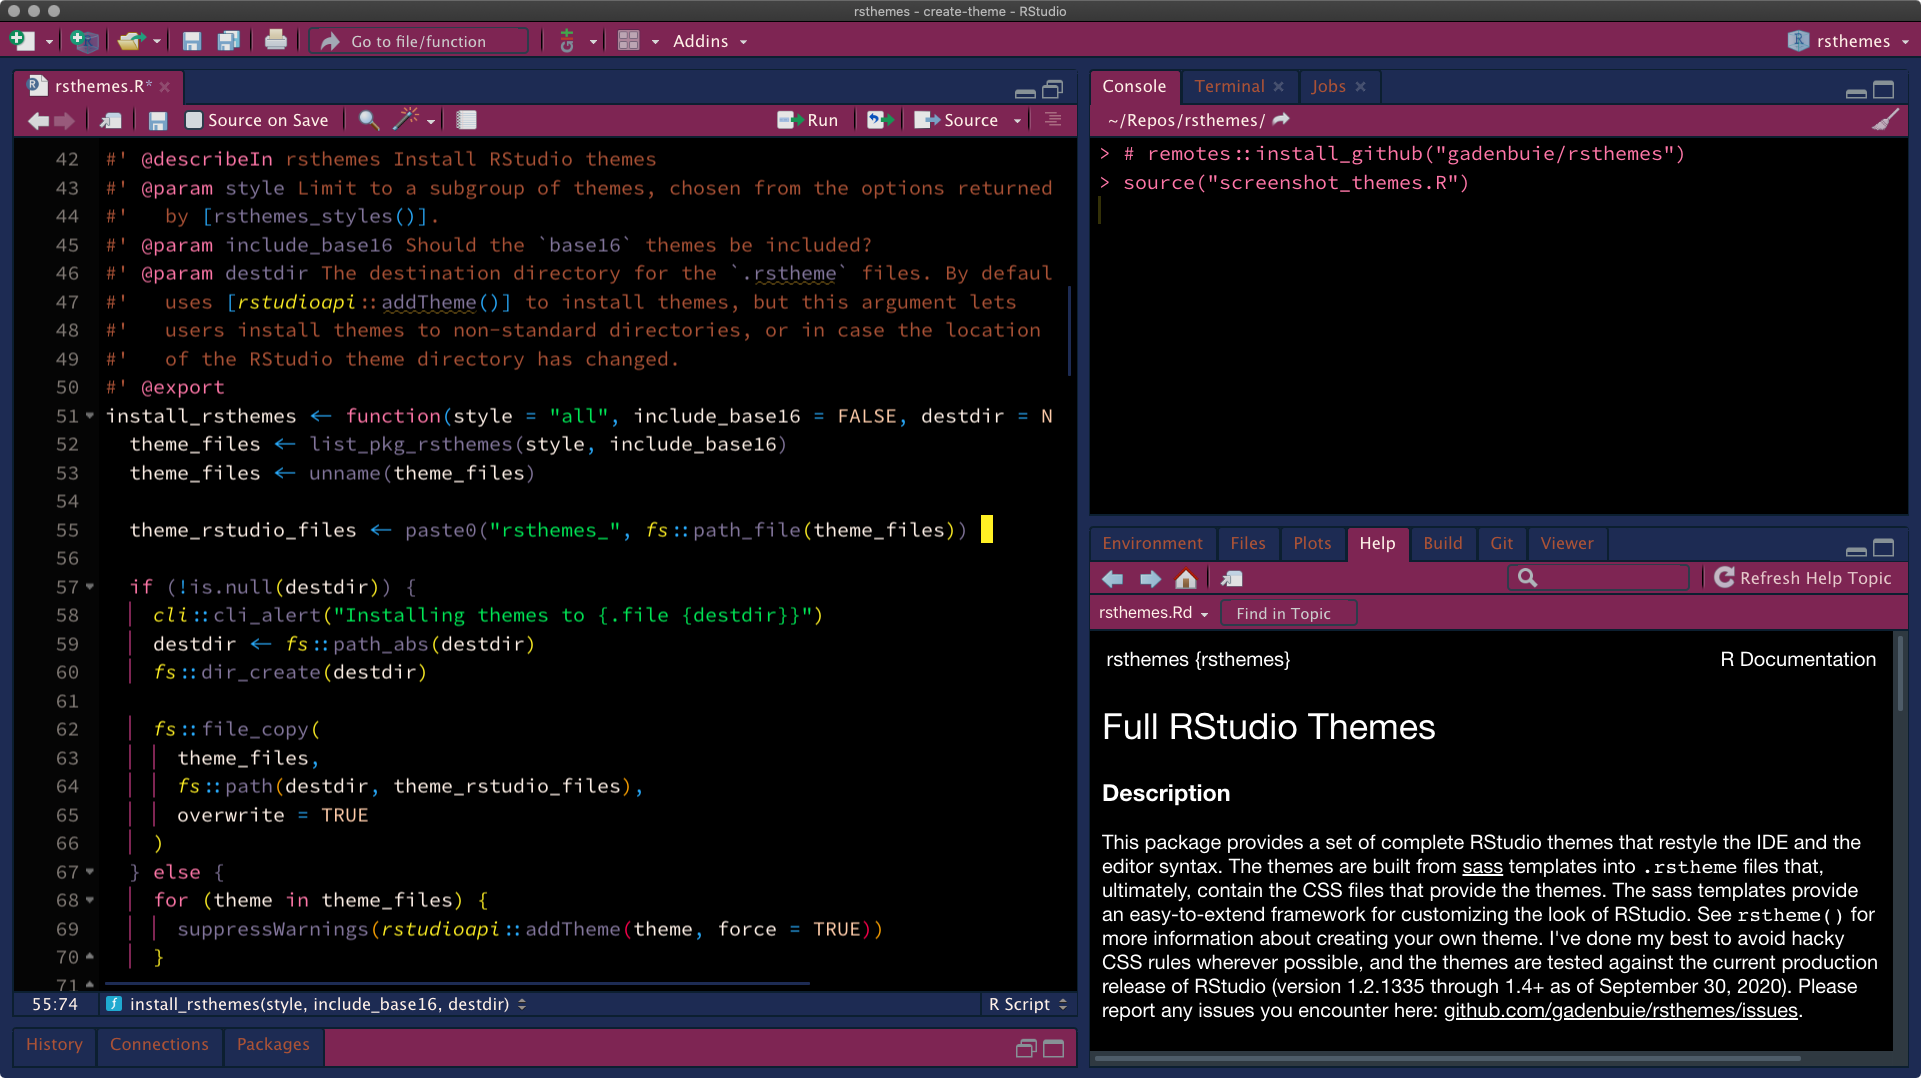 rsthemes - create-theme - RStudio
Go to file/function
Addins
rsthemes
rsthemes.R*
Source on Save
Run
Source
42 #' @describeIn rsthemes Install RStudio themes
43 #' @param style Limit to a subgroup of themes, chosen from the options returned
44 #'   by [rsthemes_styles()].
45 #' @param include_base16 Should the `base16` themes be included?
46 #' @param destdir The destination directory for the `.rstheme` files. By defaul
47 #'   uses [rstudioapi::addTheme()] to install themes, but this argument lets
48 #'   users install themes to non-standard directories, or in case the location
49 #'   of the RStudio theme directory has changed.
50 #' @export
51 install_rsthemes <- function(style = "all", include_base16 = FALSE, destdir = N
52   theme_files <- list_pkg_rsthemes(style, include_base16)
53   theme_files <- unname(theme_files)
54
55   theme_rstudio_files <- paste0("rsthemes_", fs::path_file(theme_files))
56
57   if (!is.null(destdir)) {
58     cli::cli_alert("Installing themes to {.file {destdir}}")
59     destdir <- fs::path_abs(destdir)
60     fs::dir_create(destdir)
61
62     fs::file_copy(
63       theme_files,
64       fs::path(destdir, theme_rstudio_files),
65       overwrite = TRUE
66     )
67   } else {
68     for (theme in theme_files) {
69       suppressWarnings(rstudioapi::addTheme(theme, force = TRUE))
70     }
71
55:74 install_rsthemes(style, include_base16, destdir) R Script
History Connections Packages
Console Terminal Jobs
~/Repos/rsthemes/
> # remotes::install_github("gadenbuie/rsthemes")
> source("screenshot_themes.R")
Environment Files Plots Help Build Git Viewer
Refresh Help Topic
rsthemes.Rd Find in Topic
rsthemes {rsthemes} R Documentation
Full RStudio Themes
Description
This package provides a set of complete RStudio themes that restyle the IDE and the
editor syntax. The themes are built from sass templates into .rstheme files that,
ultimately, contain the CSS files that provide the themes. The sass templates provide
an easy-to-extend framework for customizing the look of RStudio. See rstheme() for
more information about creating your own theme. I've done my best to avoid hacky
CSS rules wherever possible, and the themes are tested against the current production
release of RStudio (version 1.2.1335 through 1.4+ as of September 30, 2020). Please
report any issues you encounter here: github.com/gadenbuie/rsthemes/issues.